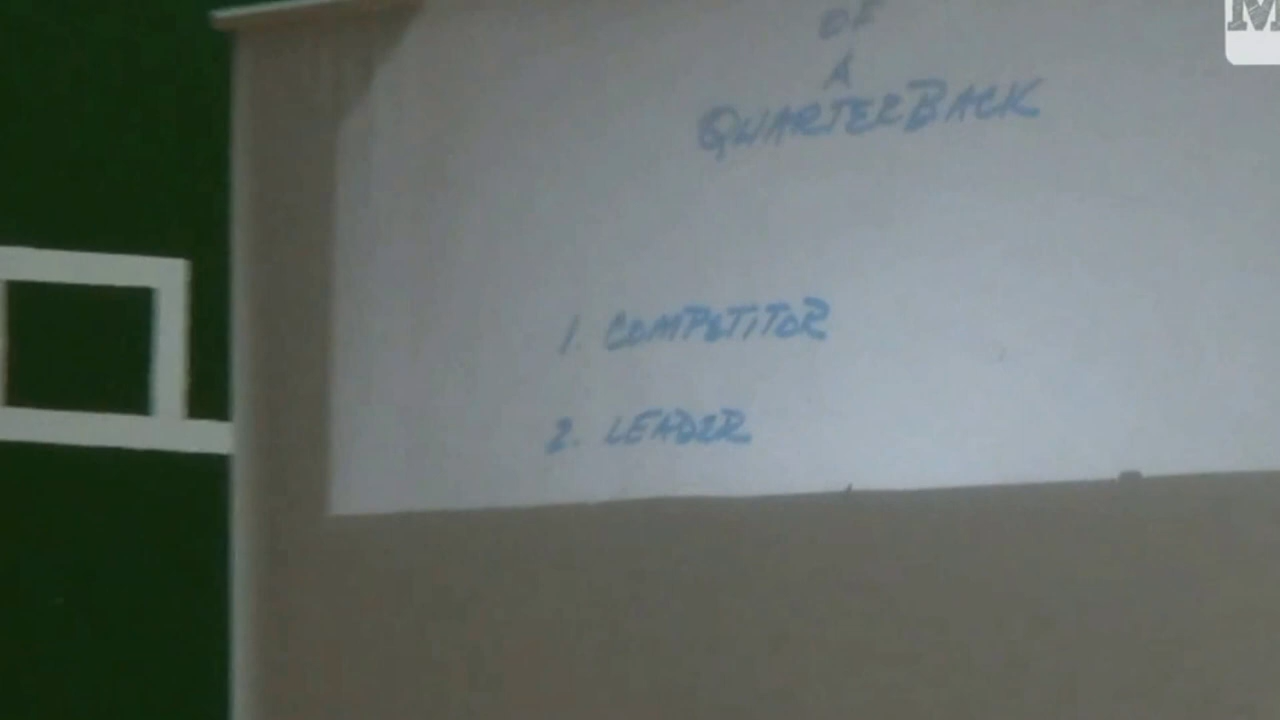 OF
A
QUARTERBACK
1. COMPETITOR
2. LEADER
M